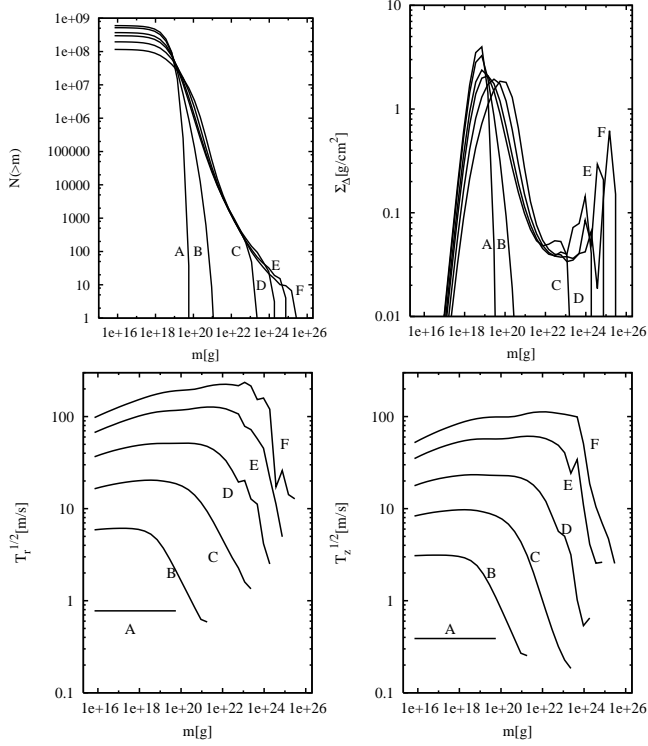 1e+09
1e+08
1e+07
1e+06
100000
10000
1000
100
10
1
N(>m)
A
B
C
D
E
F
1e+16 1e+18 1e+20 1e+22 1e+24 1e+26
m[g]
10
1
0.1
0.01
Σ_Δ[g/cm^2]
A B
C
D
E
F
1e+16 1e+18 1e+20 1e+22 1e+24 1e+26
m[g]
100
10
1
0.1
T_r^{1/2}[m/s]
F
E
D
C
B
A
1e+16 1e+18 1e+20 1e+22 1e+24 1e+26
m[g]
100
10
1
0.1
T_z^{1/2}[m/s]
F
E
D
C
B
A
1e+16 1e+18 1e+20 1e+22 1e+24 1e+26
m[g]